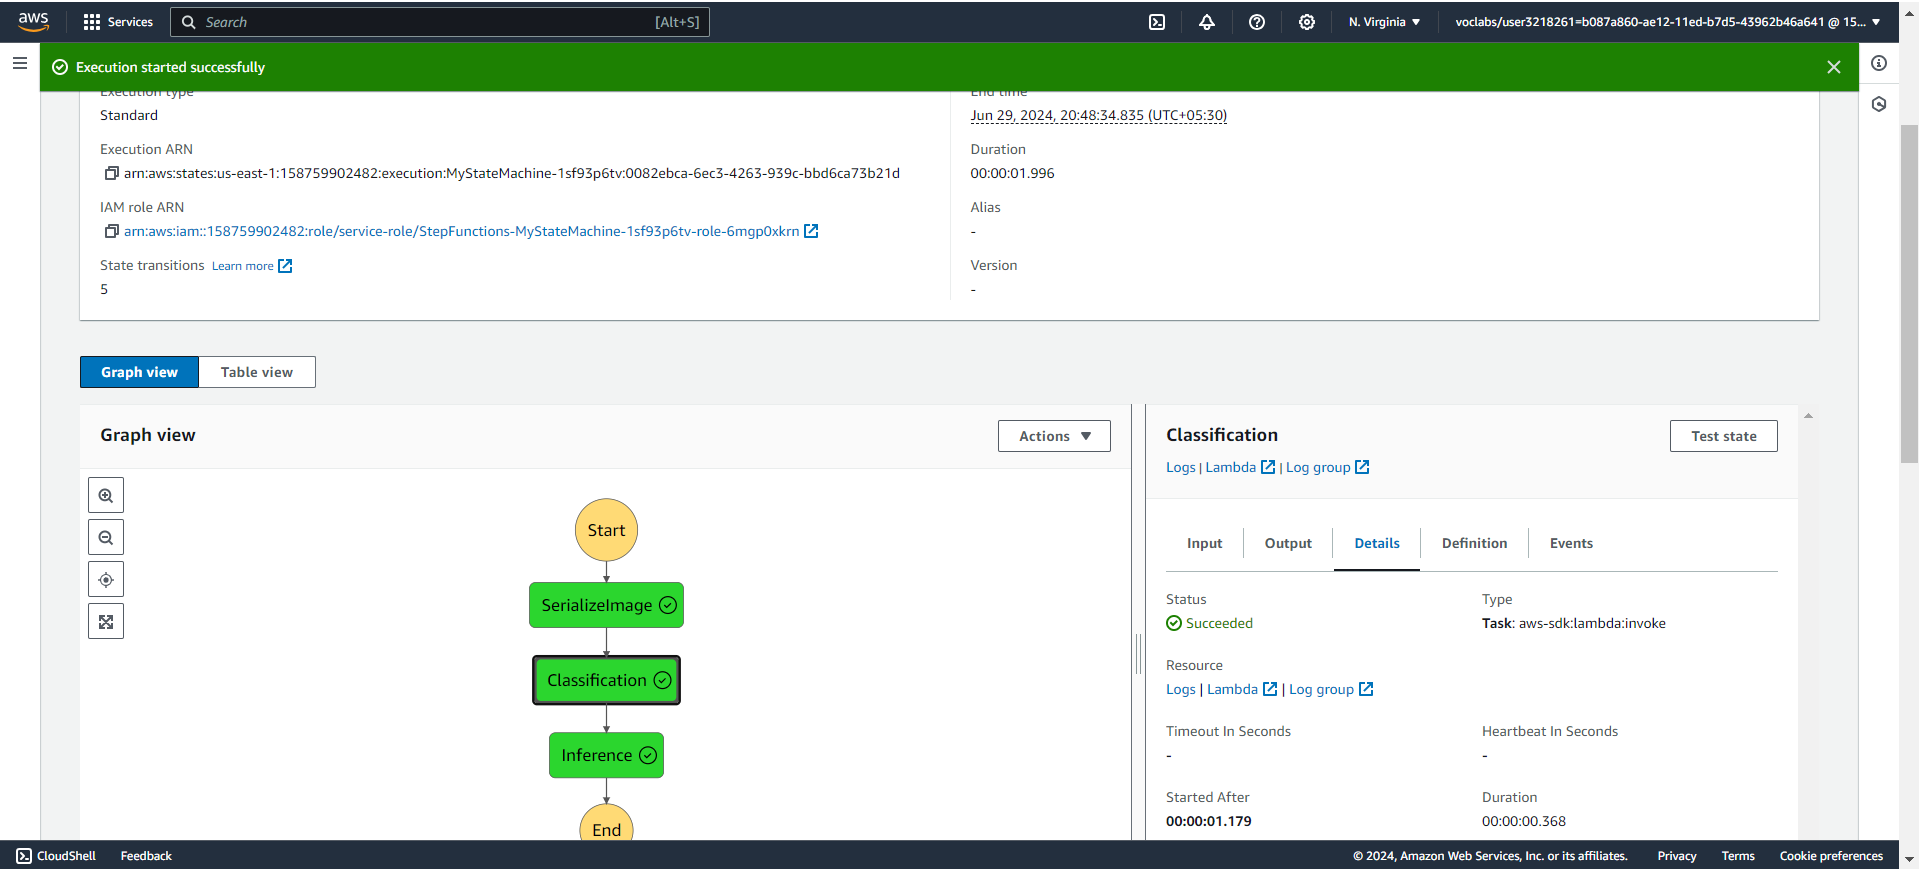 aws
Services
Search
[Alt+S]
N. Virginia
voclabs/user3218261=b087a860-ae12-11ed-b7d5-43962b46a641 @ 15...
Execution started successfully
Execution type
Standard
Execution ARN
arn:aws:states:us-east-1:158759902482:execution:MyStateMachine-1sf93p6tv:0082ebca-6ec3-4263-939c-bbd6ca73b21d
IAM role ARN
arn:aws:iam::158759902482:role/service-role/StepFunctions-MyStateMachine-1sf93p6tv-role-6mgp0xkrn
State transitions Learn more
5
End time
Jun 29, 2024, 20:48:34.835 (UTC+05:30)
Duration
00:00:01.996
Alias
-
Version
-
Graph view
Table view
Graph view
Actions
Start
SerializeImage
Classification
Inference
End
Classification
Test state
Logs | Lambda | Log group
Input
Output
Details
Definition
Events
Status
Succeeded
Type
Task: aws-sdk:lambda:invoke
Resource
Logs | Lambda | Log group
Timeout In Seconds
-
Heartbeat In Seconds
-
Started After
00:00:01.179
Duration
00:00:00.368
CloudShell
Feedback
© 2024, Amazon Web Services, Inc. or its affiliates.
Privacy
Terms
Cookie preferences